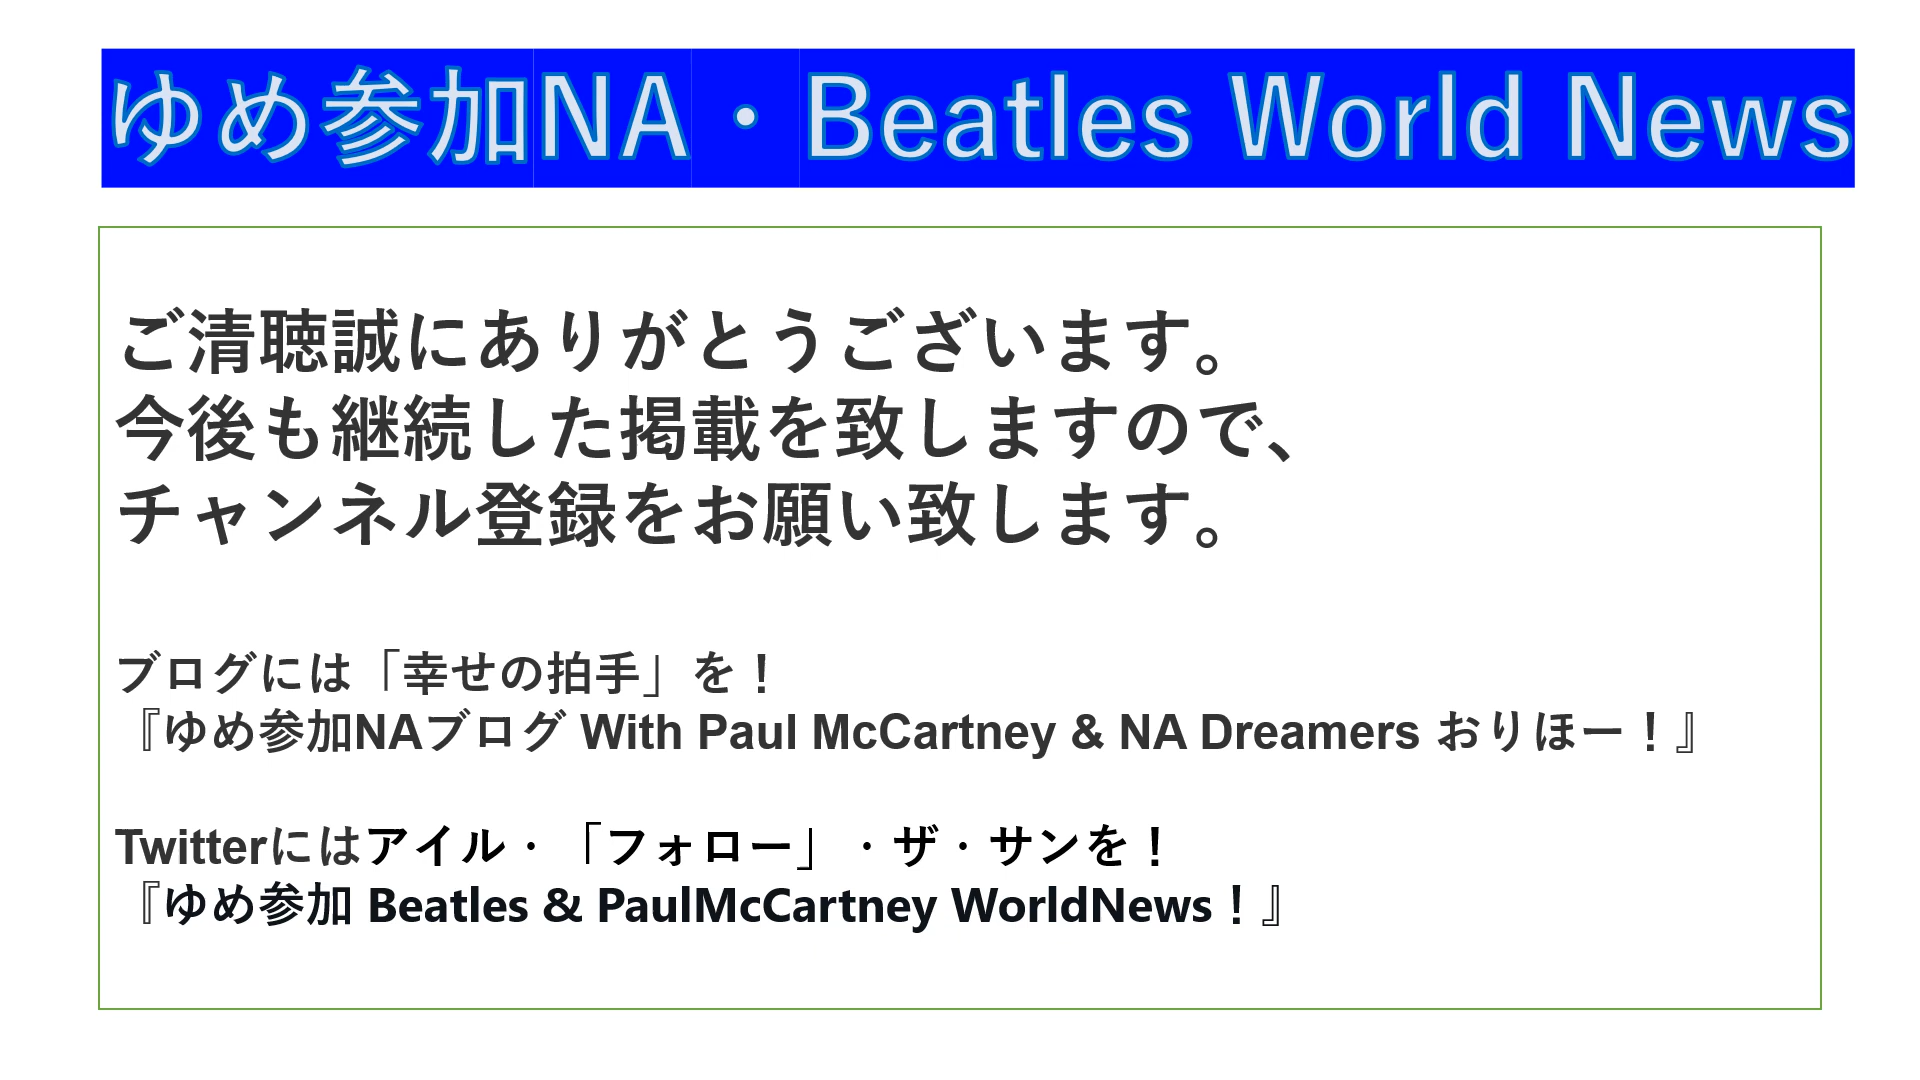 ゆめ参加NA・Beatles World News
ご清聴誠にありがとうございます。
今後も継続した掲載を致しますので、
チャンネル登録をお願い致します。
ブログには「幸せの拍手」を！
『ゆめ参加NAブログ With Paul McCartney & NA Dreamers おりほー！』
Twitterにはアイル・「フォロー」・ザ・サンを！
『ゆめ参加 Beatles & PaulMcCartney WorldNews！』